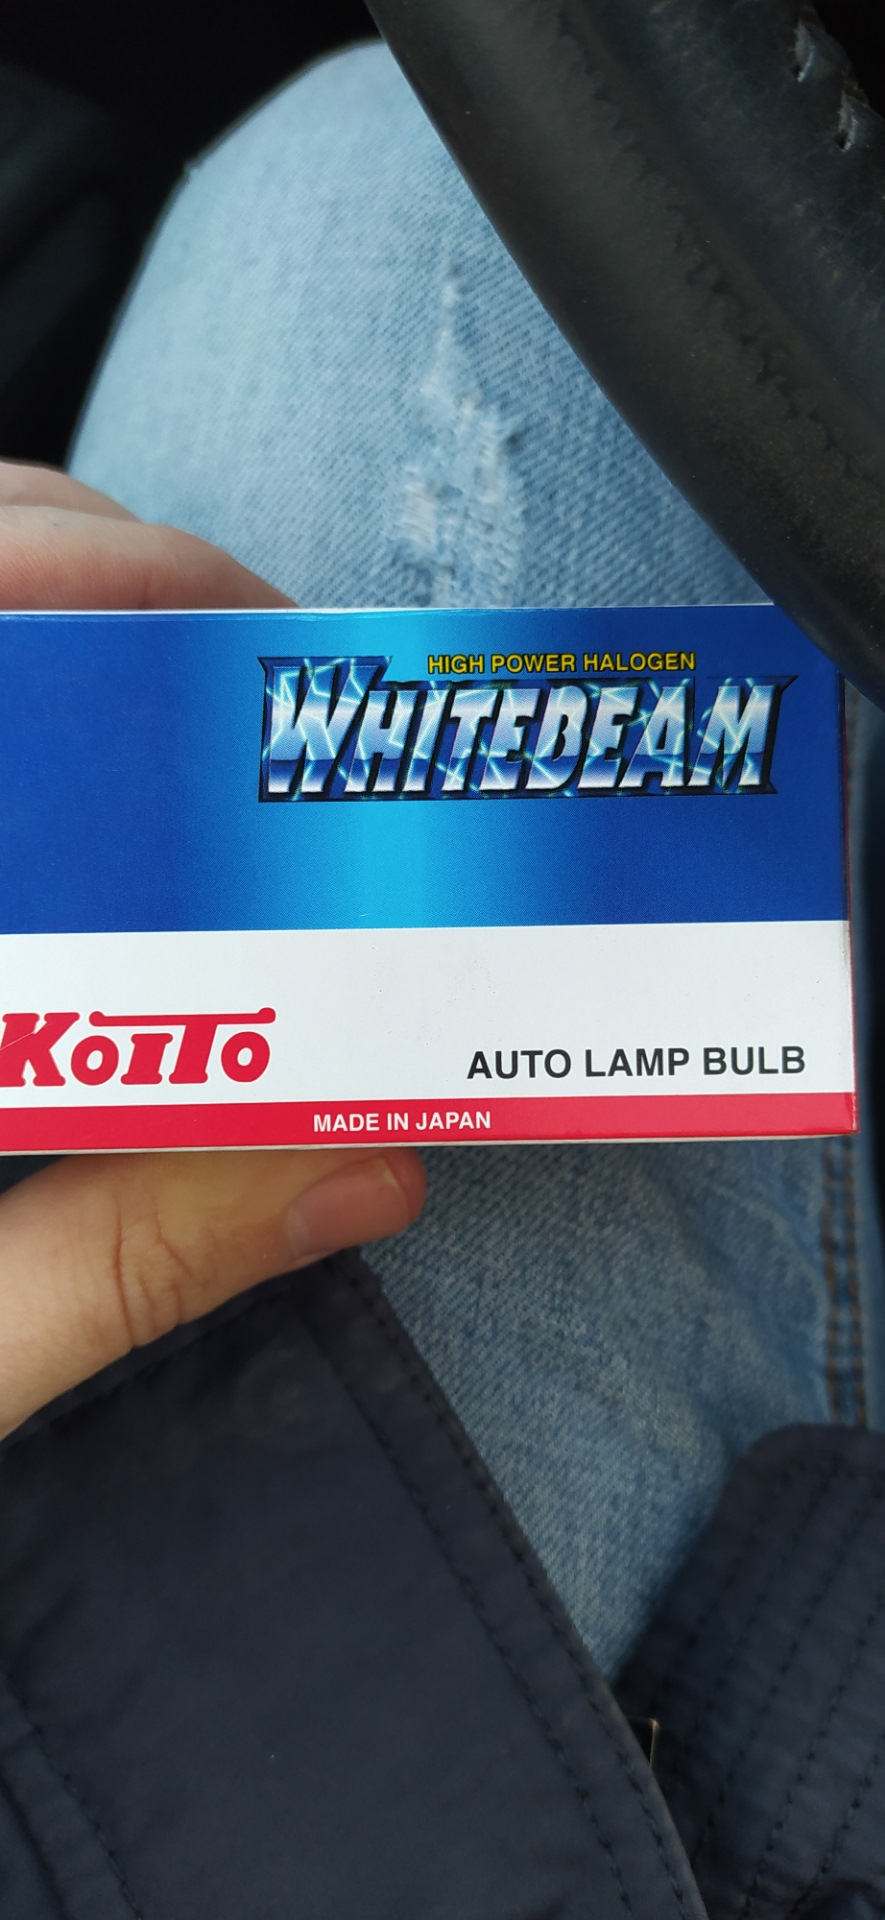 HIGH POWER HALOGEN
WHITEBEAM
KOITO
AUTO LAMP BULB
MADE IN JAPAN